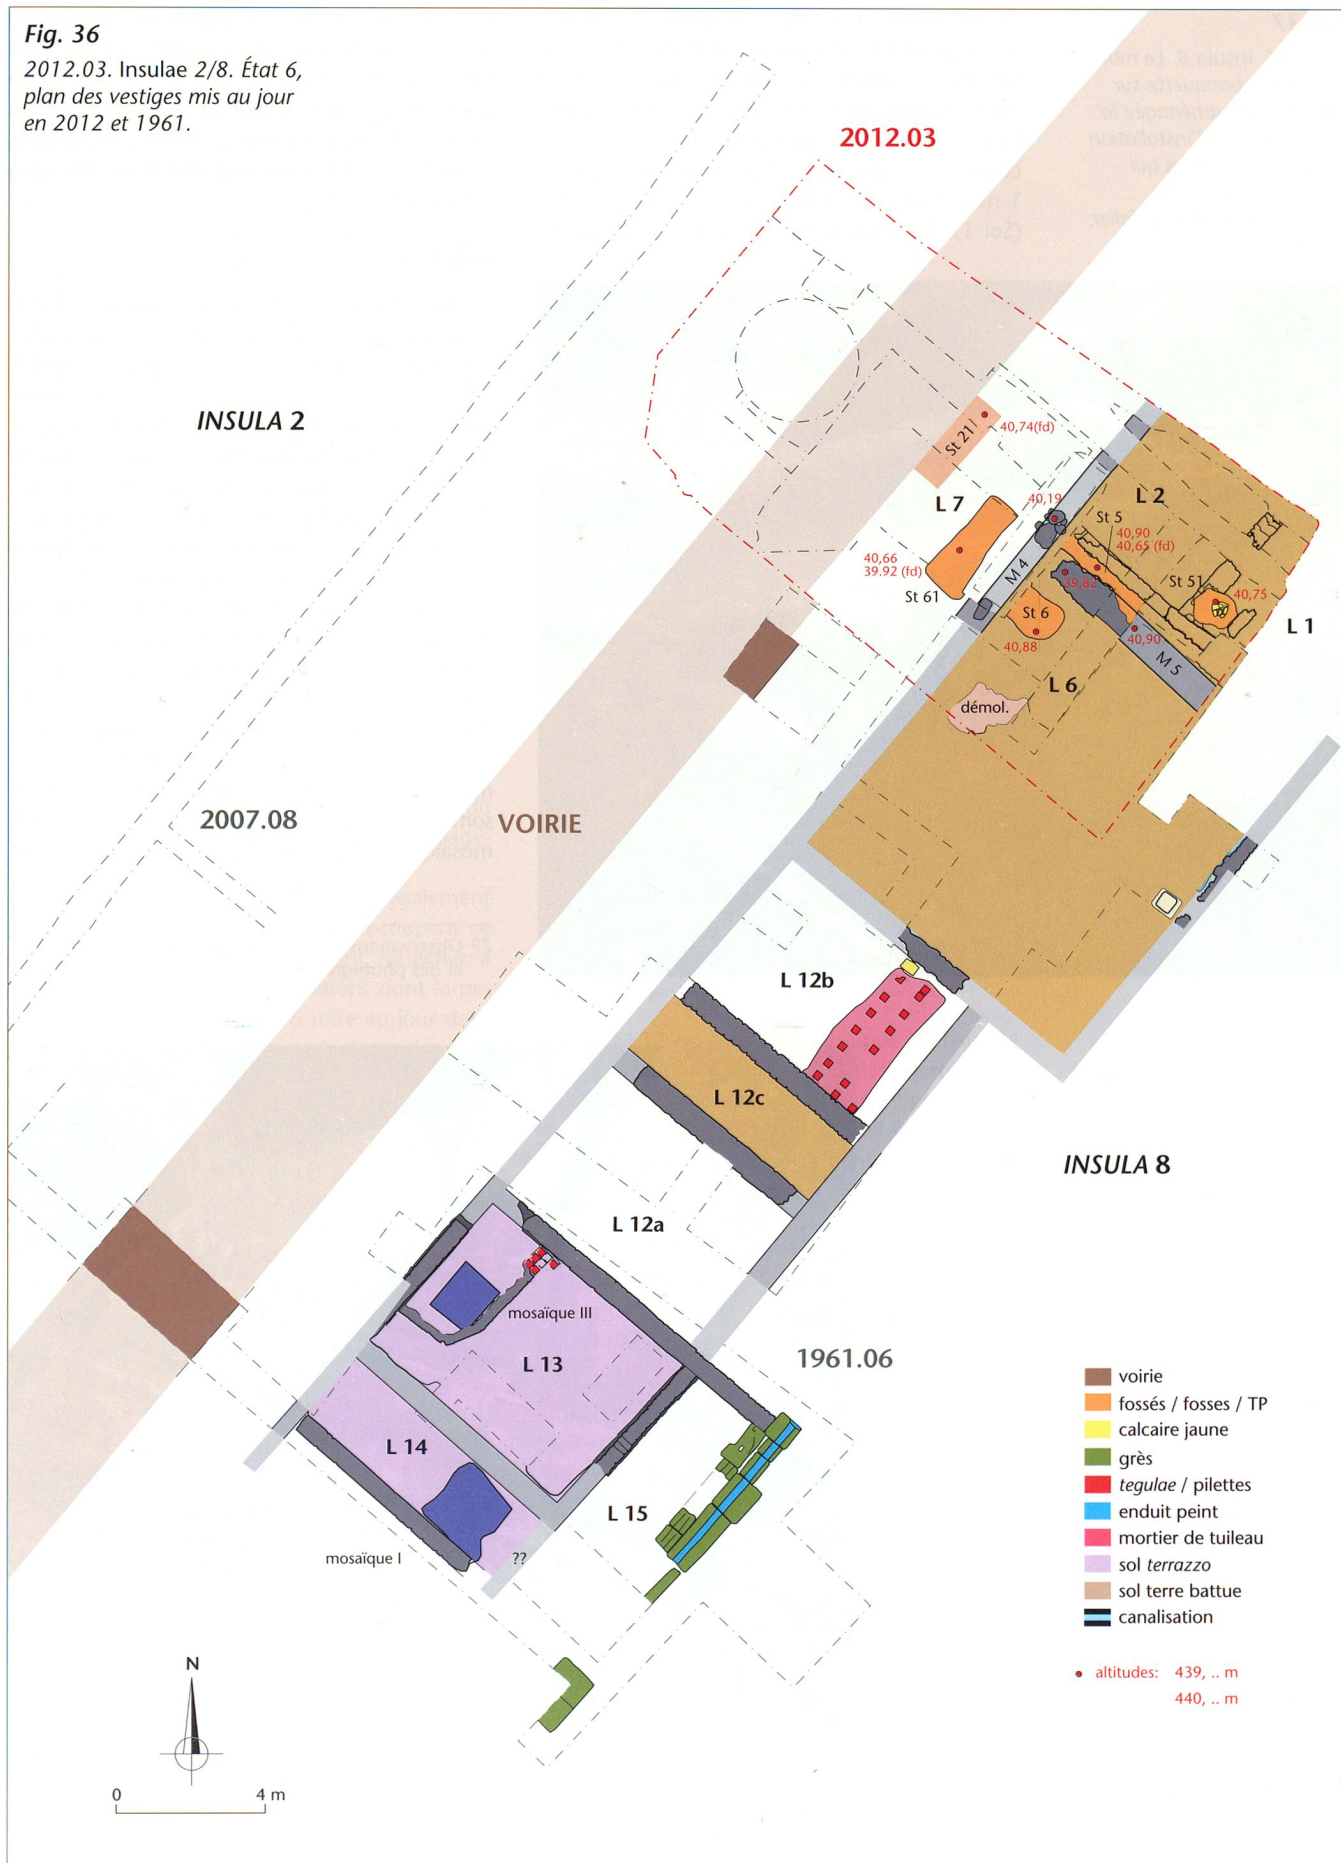 Fig. 36
2012.03. Insulae 2/8. État 6,
plan des vestiges mis au jour
en 2012 et 1961.
2012.03
INSULA 2
St 21
40,74(fd)
L 7
40,19
L 2
St 5
40,90
40,65 (fd)
40,66
39.92 (fd)
M 4
39,82
St 51
40,75
St 61
St 6
L 1
40,88
40,90
M 5
L 6
démol.
2007.08
VOIRIE
L 12b
L 12c
INSULA 8
L 12a
mosaïque III
L 13
1961.06
L 14
L 15
mosaïque I
??
voirie
fossés / fosses / TP
calcaire jaune
grès
tegulae / pilettes
enduit peint
mortier de tuileau
sol terrazzo
sol terre battue
canalisation
altitudes: 439, .. m
440, .. m
N
0 4 m